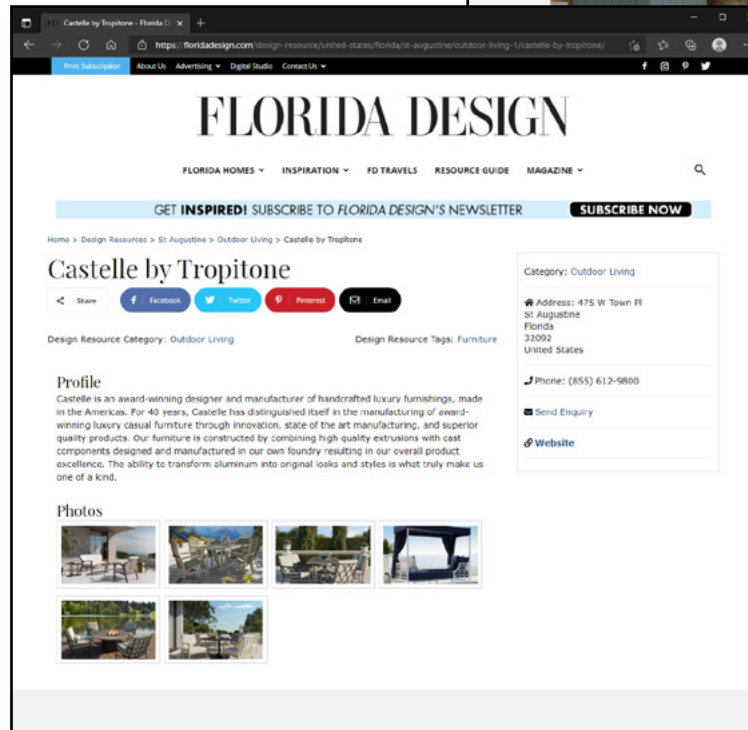 Castelle by Tropitone - Florida D
https://floridadesign.com/design-resource/united-states/florida/st-augustine/outdoor-living-1/castelle-by-tropitone/
Print Subscription About Us Advertising Digital Studio Contact Us
FLORIDA DESIGN
FLORIDA HOMES INSPIRATION FD TRAVELS RESOURCE GUIDE MAGAZINE
GET INSPIRED! SUBSCRIBE TO FLORIDA DESIGN'S NEWSLETTER SUBSCRIBE NOW
Home > Design Resources > St Augustine > Outdoor Living > Castelle by Tropitone
Castelle by Tropitone
Share Facebook Twitter Pinterest Email
Design Resource Category: Outdoor Living Design Resource Tags: Furniture
Profile
Castelle is an award-winning designer and manufacturer of handcrafted luxury furnishings, made
in the Americas. For 40 years, Castelle has distinguished itself in the manufacturing of award-
winning luxury casual furniture through innovation, state of the art manufacturing, and superior
quality products. Our furniture is constructed by combining high quality extrusions with cast
components designed and manufactured in our own foundry resulting in our overall product
excellence. The ability to transform aluminum into original looks and styles is what truly make us
one of a kind.
Photos
Category: Outdoor Living
Address: 475 W Town Pl
St Augustine
Florida
32092
United States
Phone: (855) 612-9800
Send Enquiry
Website